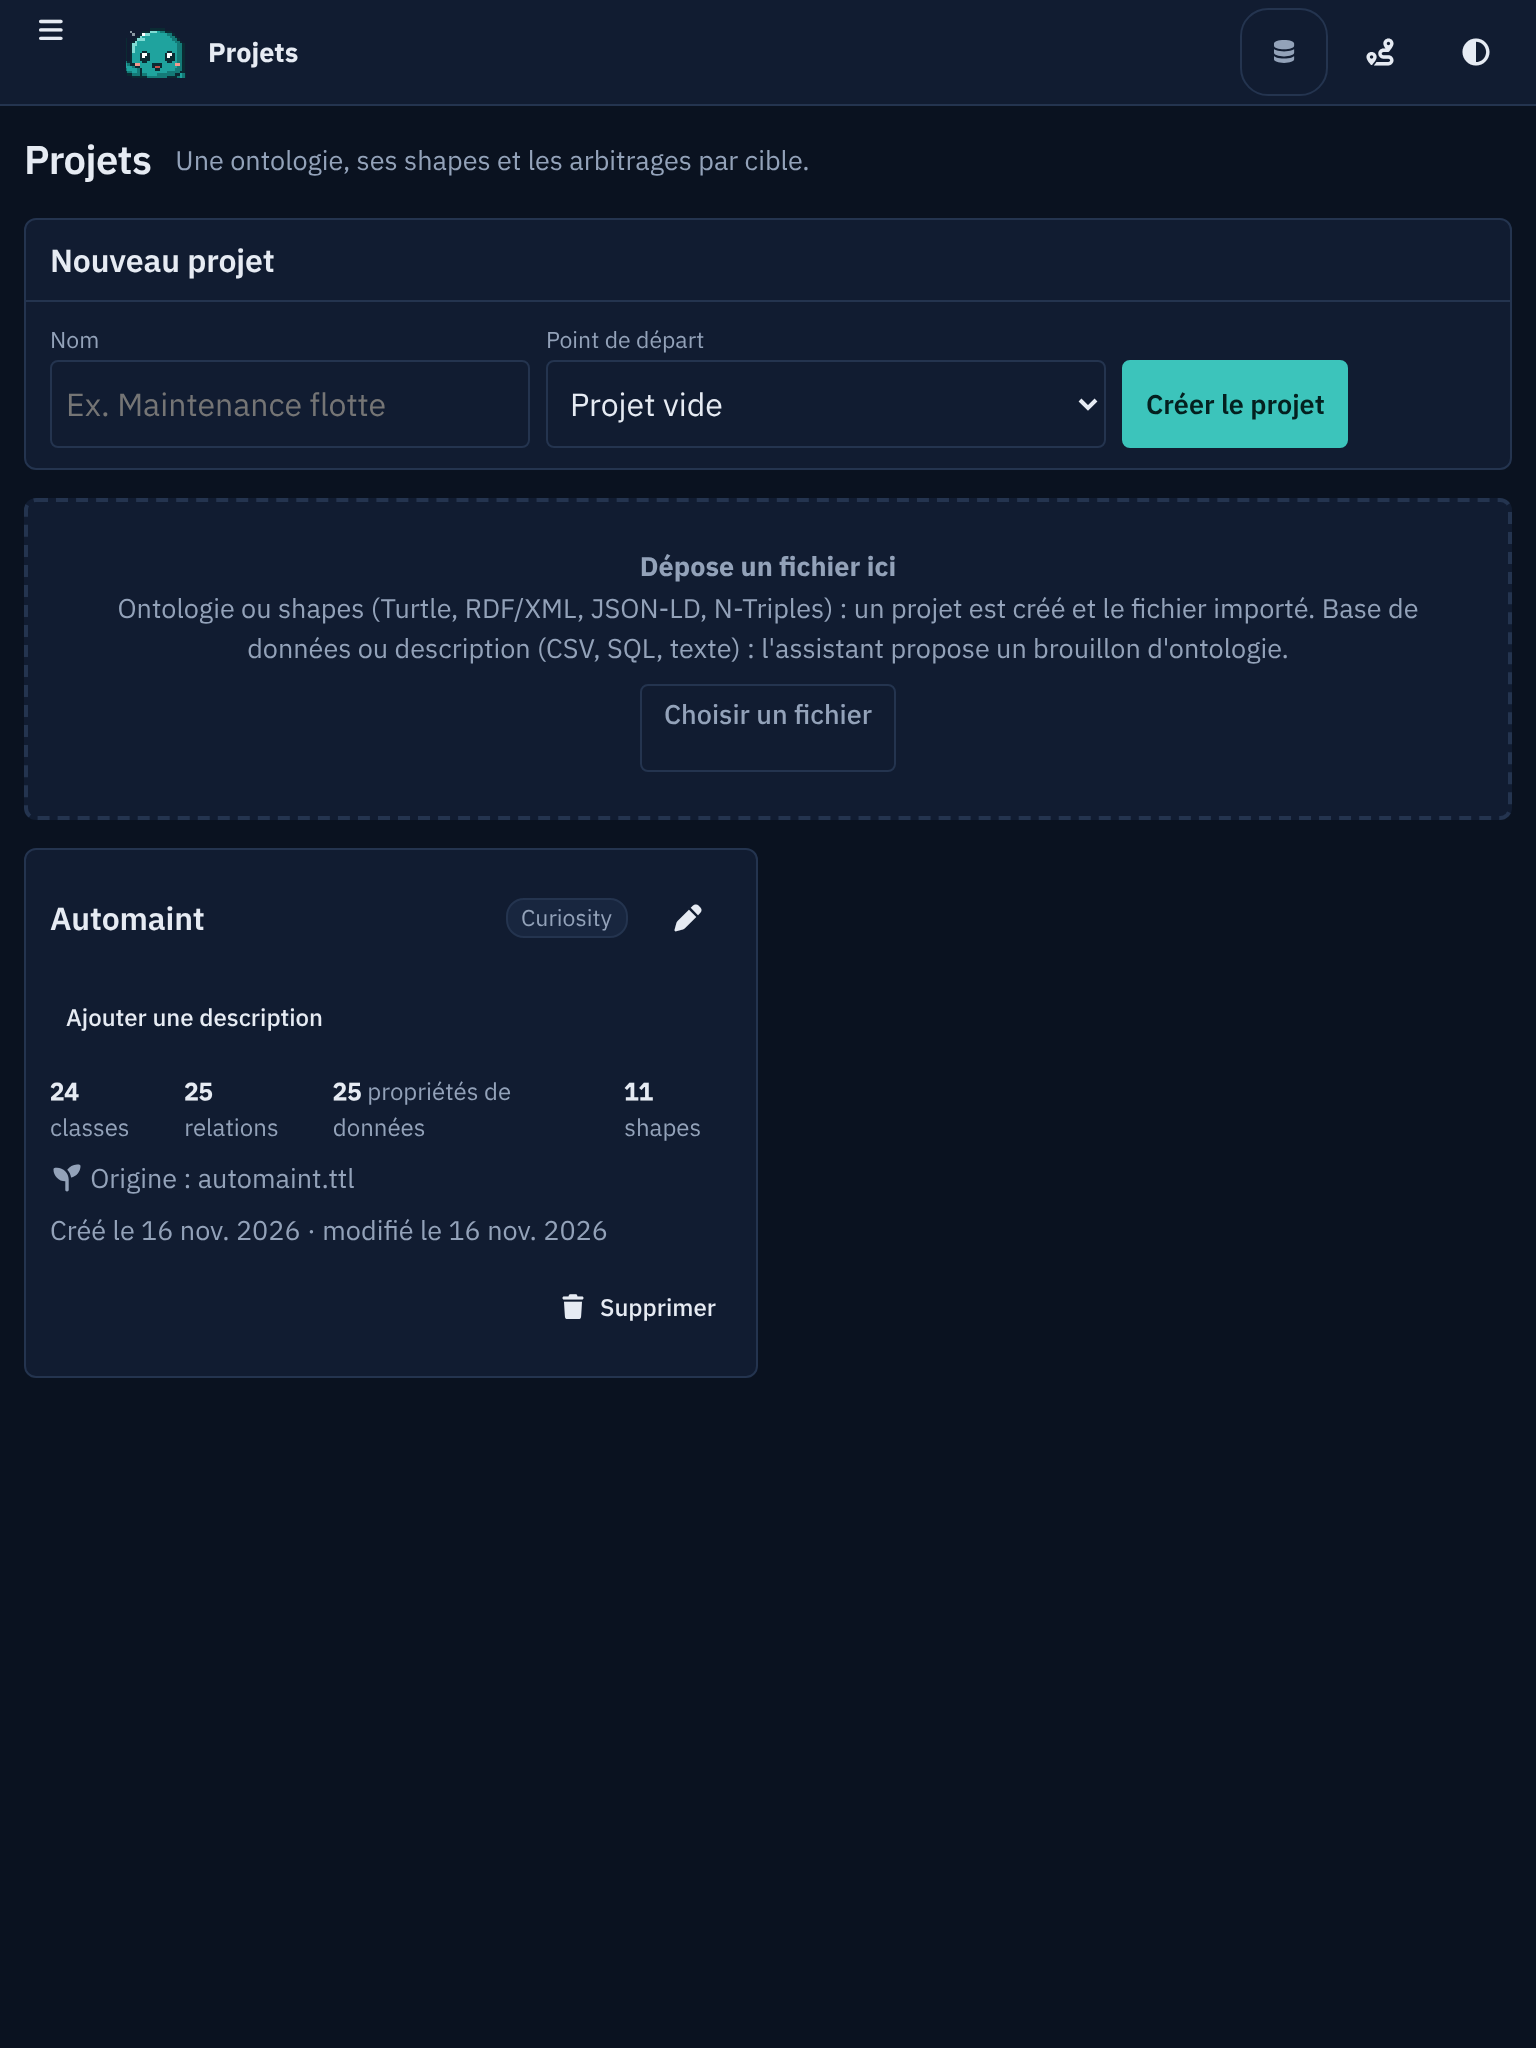 Projets
Projets Une ontologie, ses shapes et les arbitrages par cible.
Nouveau projet
Nom
Point de départ
Ex. Maintenance flotte
Projet vide
Créer le projet
Dépose un fichier ici
Ontologie ou shapes (Turtle, RDF/XML, JSON-LD, N-Triples) : un projet est créé et le fichier importé. Base de
données ou description (CSV, SQL, texte) : l'assistant propose un brouillon d'ontologie.
Choisir un fichier
Automaint
Curiosity
Ajouter une description
24 classes
25 relations
25 propriétés de données
11 shapes
Origine : automaint.ttl
Créé le 16 nov. 2026 · modifié le 16 nov. 2026
Supprimer